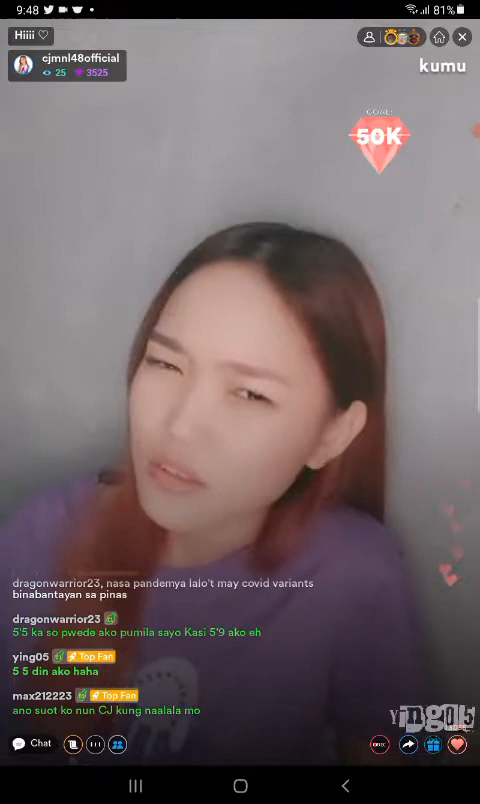 9:48
81%
Hiiii ♡
cjmnl48official
25 3525
kumu
GOAL:
50K
dragonwarrior23, nasa pandemya lalo't may covid variants
binabantayan sa pinas
dragonwarrior23
5'5 ka so pwede ako pumila sayo Kasi 5'9 ako eh
ying05 Top Fan
5 5 din ako haha
max212223 Top Fan
ano suot ko nun CJ kung naalala mo
Chat